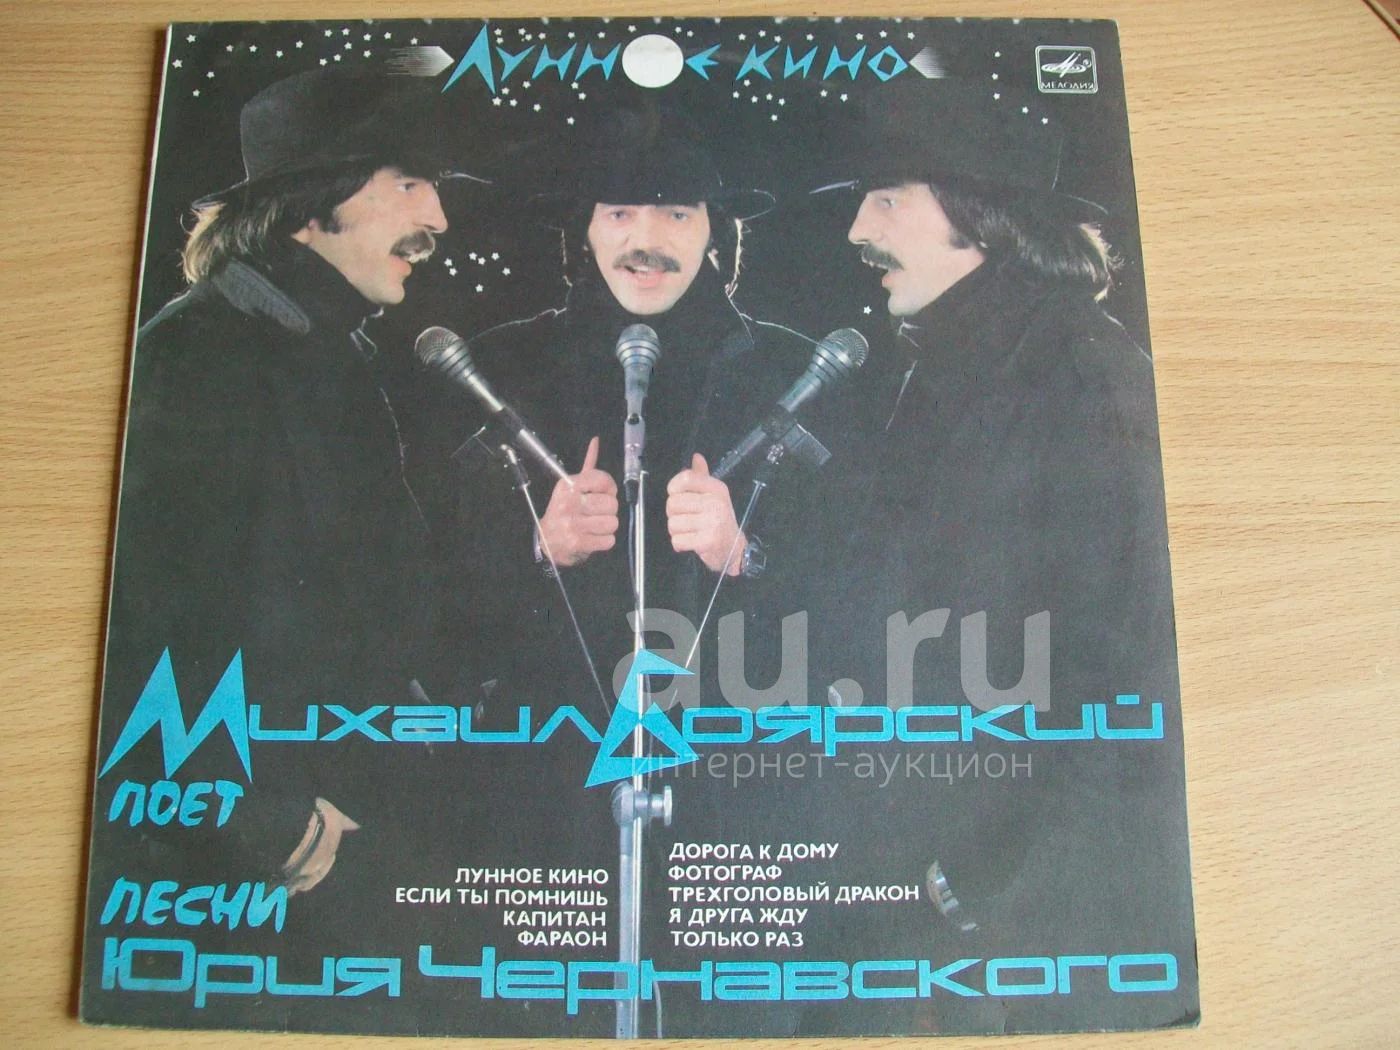 Лунное кино
МЕЛОДИЯ
au.ru
Михаил Боярский
интернет-аукцион
поет
песни
Юрия Чернавского
ЛУННОЕ КИНО
ЕСЛИ ТЫ ПОМНИШЬ
КАПИТАН
ФАРАОН
ДОРОГА К ДОМУ
ФОТОГРАФ
ТРЕХГОЛОВЫЙ ДРАКОН
Я ДРУГА ЖДУ
ТОЛЬКО РАЗ